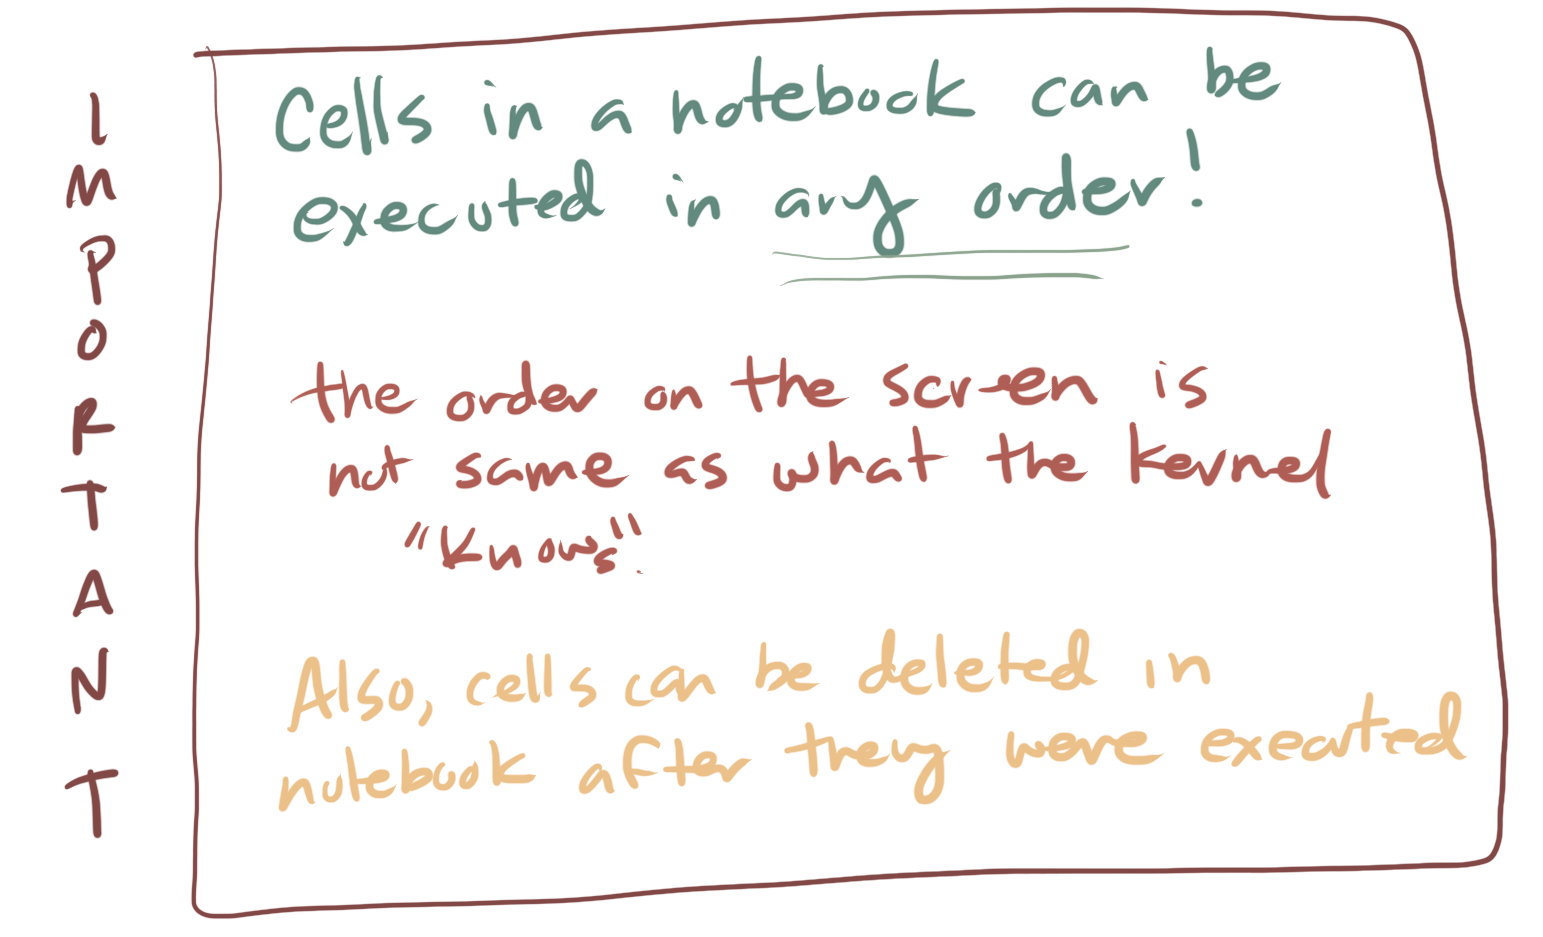 IMPORTANT
Cells in a notebook can be
executed in any order!
the order on the screen is
not same as what the kernel
"knows".
Also, cells can be deleted in
notebook after they were executed